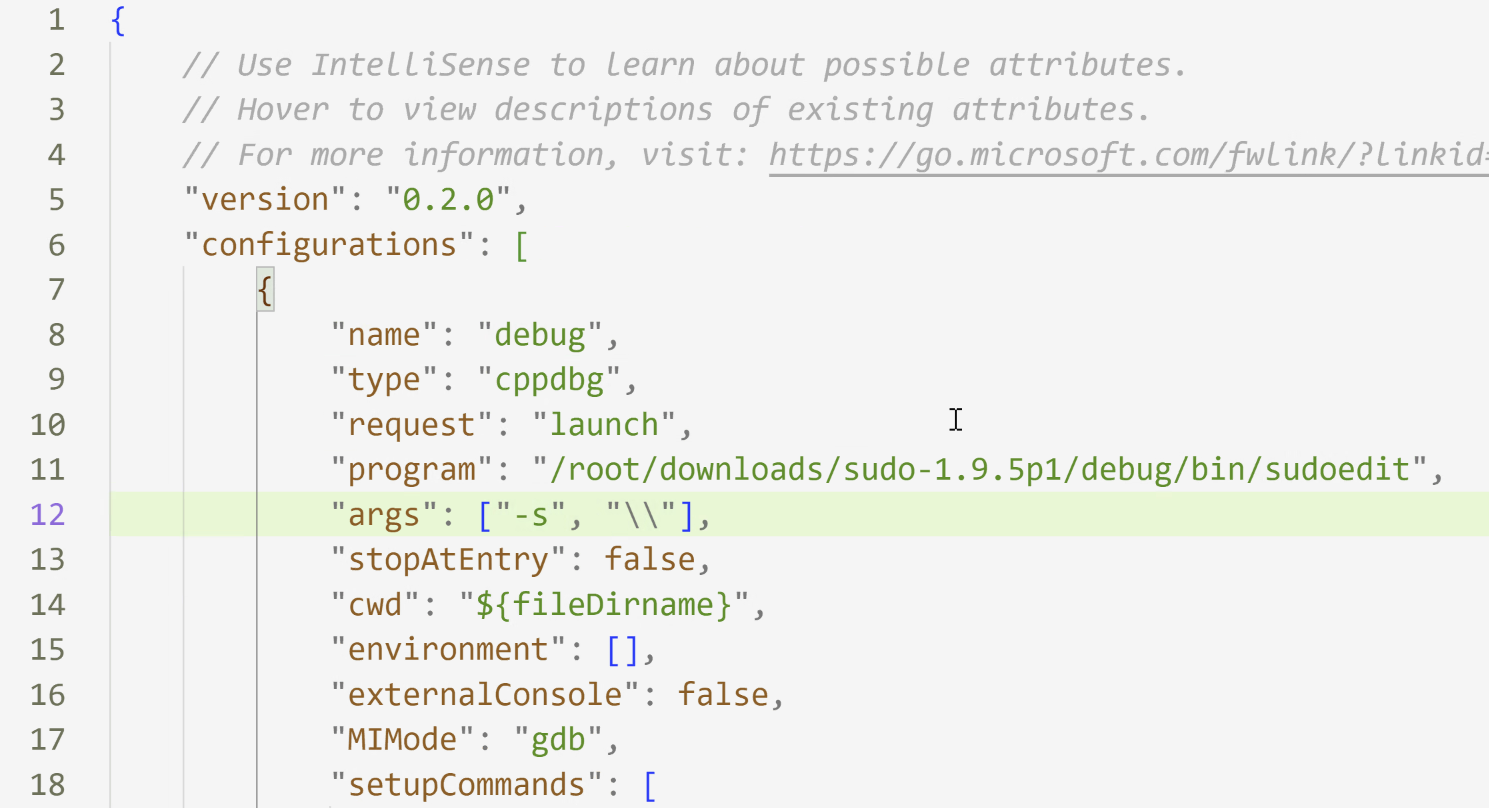 1 {
2 // Use IntelliSense to learn about possible attributes.
3 // Hover to view descriptions of existing attributes.
4 // For more information, visit: https://go.microsoft.com/fwlink/?linkid=
5 "version": "0.2.0",
6 "configurations": [
7 {
8 "name": "debug",
9 "type": "cppdbg",
10 "request": "launch",
11 "program": "/root/downloads/sudo-1.9.5p1/debug/bin/sudoedit",
12 "args": ["-s", "\\"],
13 "stopAtEntry": false,
14 "cwd": "${fileDirname}",
15 "environment": [],
16 "externalConsole": false,
17 "MIMode": "gdb",
18 "setupCommands": [